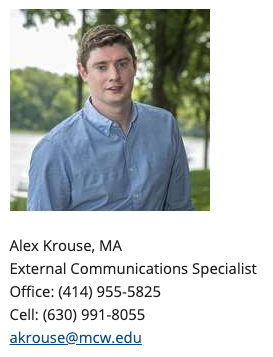 Alex Krouse, MA
External Communications Specialist
Office: (414) 955-5825
Cell: (630) 991-8055
akrouse@mcw.edu